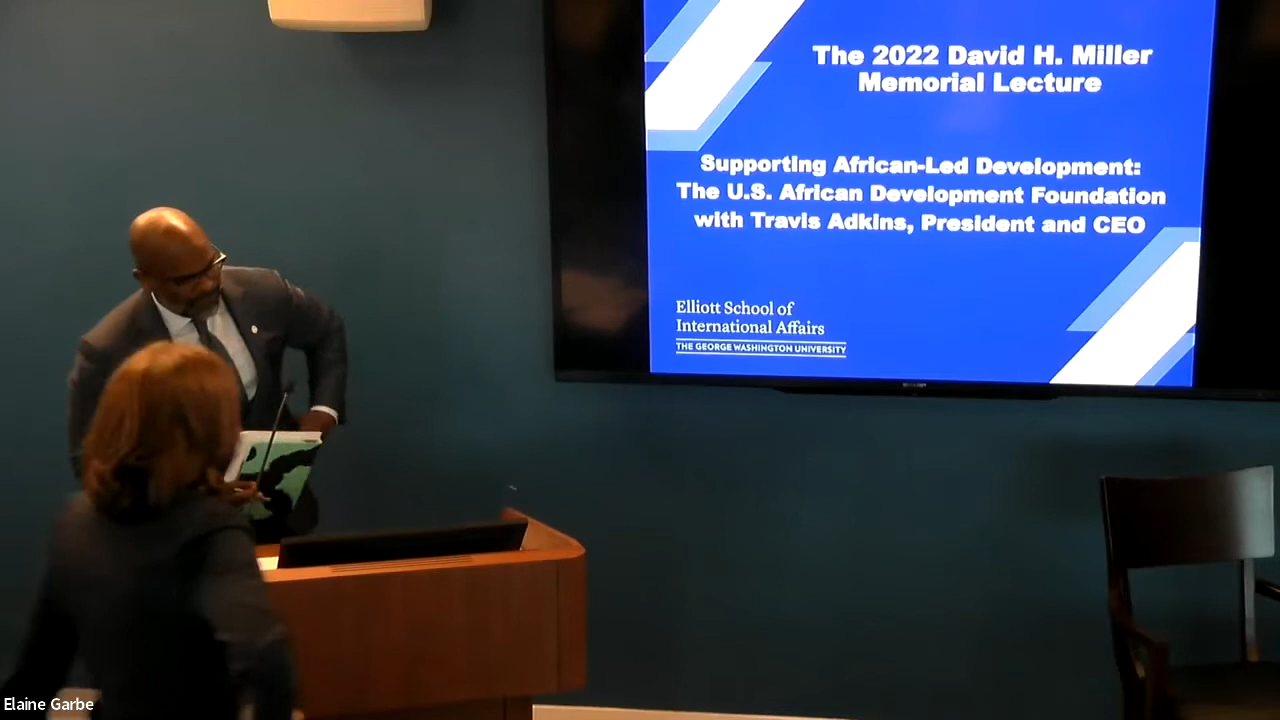 The 2022 David H. Miller
Memorial Lecture
Supporting African-Led Development:
The U.S. African Development Foundation
with Travis Adkins, President and CEO
Elliott School of
International Affairs
THE GEORGE WASHINGTON UNIVERSITY
Elaine Garbe